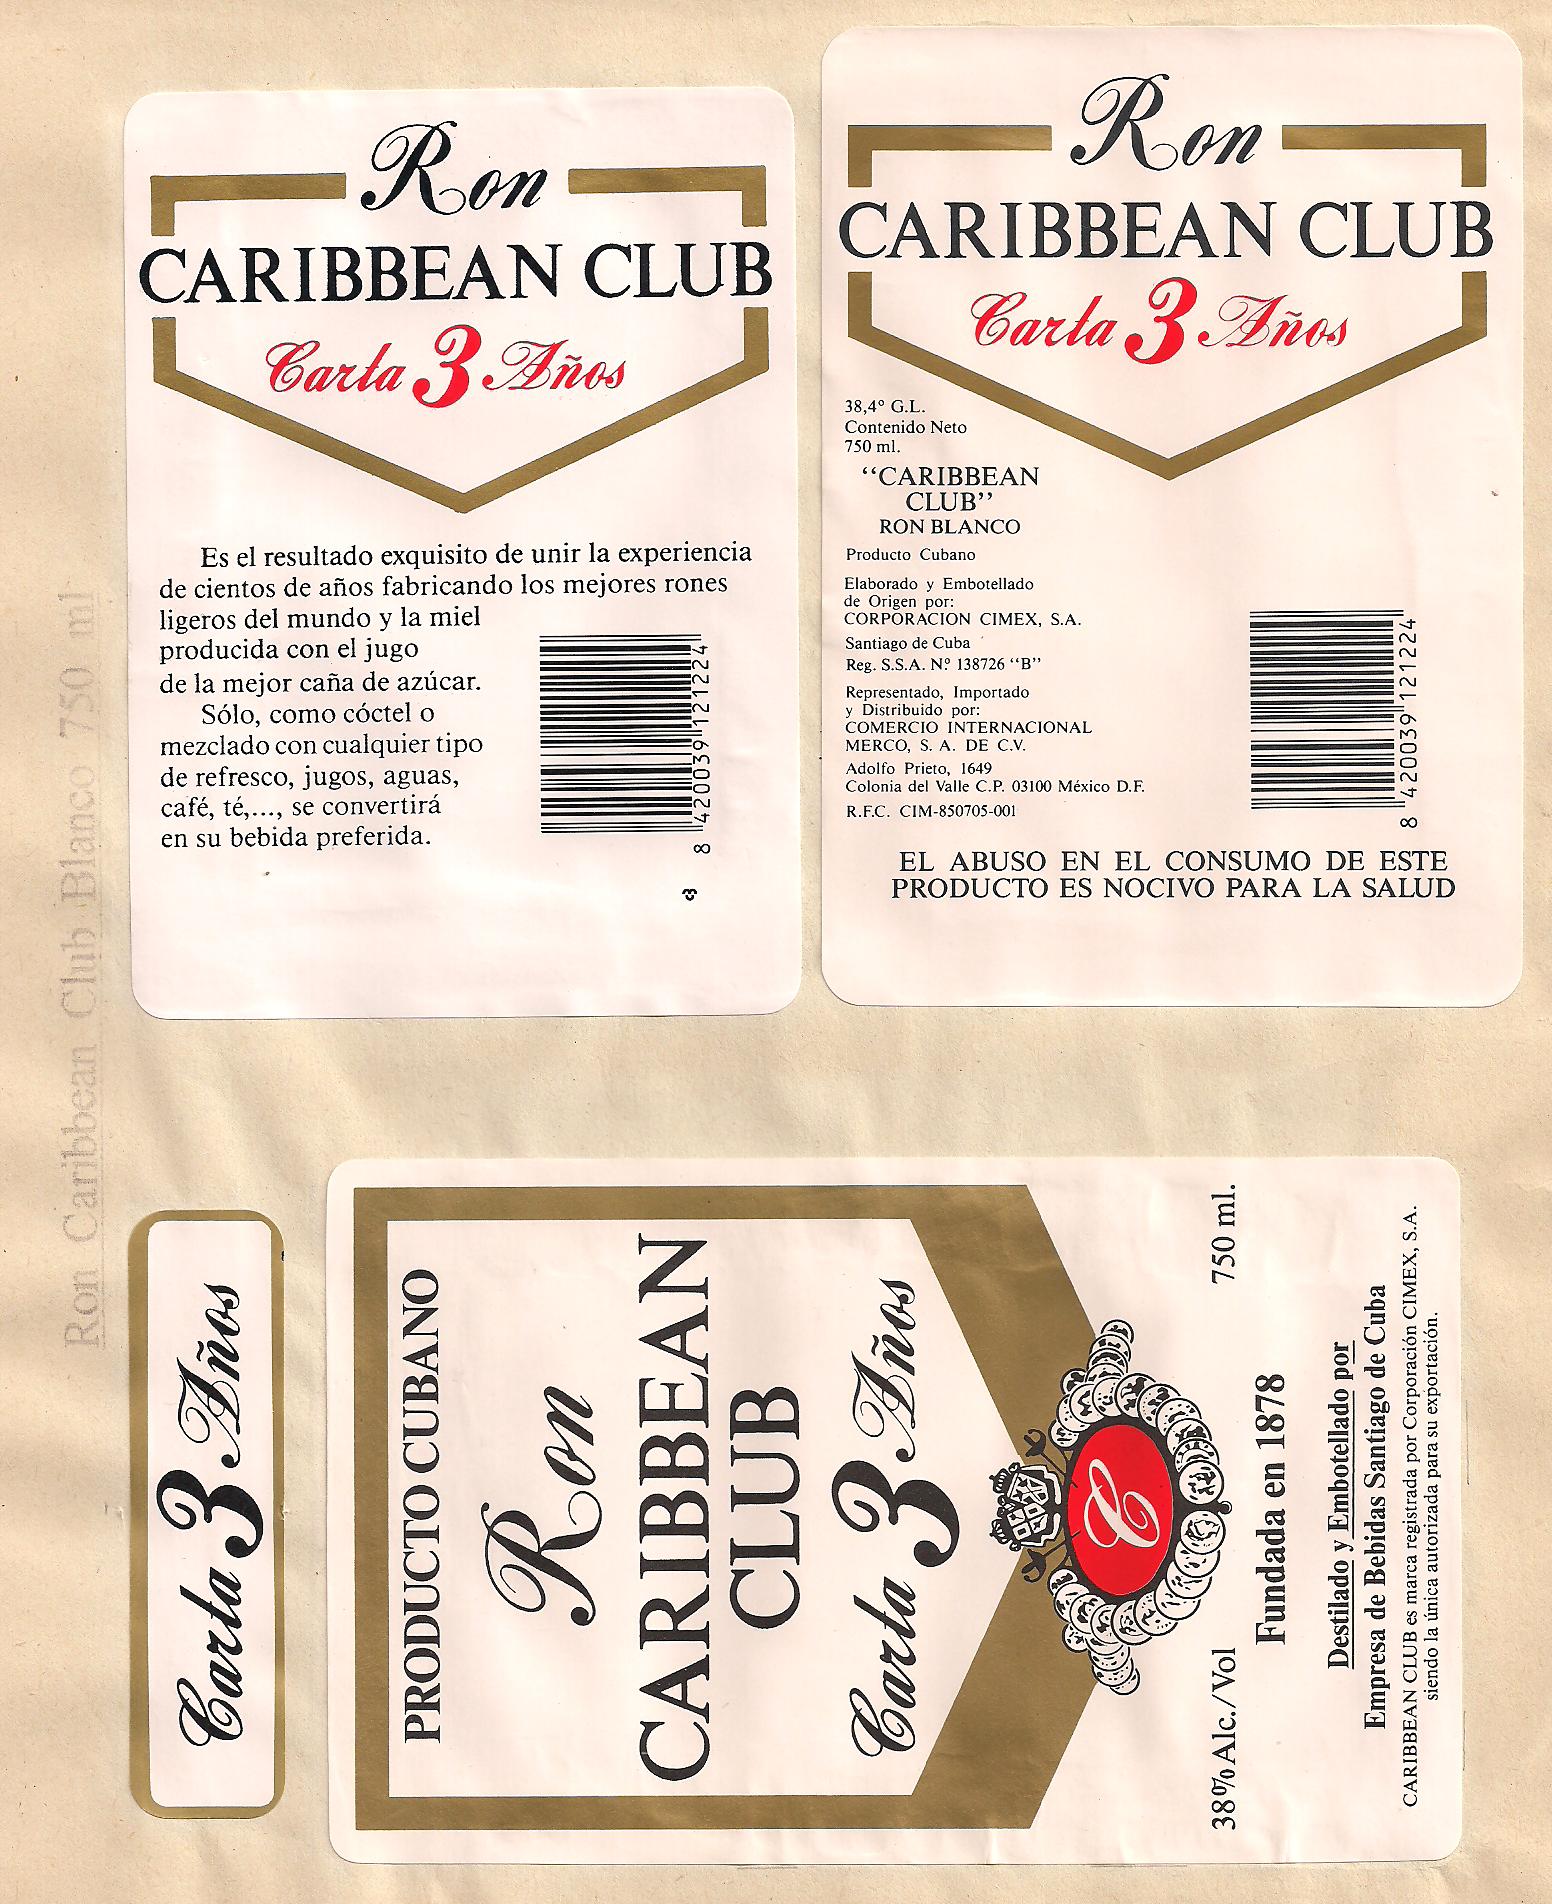 Ron
CARIBBEAN CLUB
Carta 3 Años
Es el resultado exquisito de unir la experiencia
de cientos de años fabricando los mejores rones
ligeros del mundo y la miel
producida con el jugo
de la mejor caña de azúcar.
Sólo, como cóctel o
mezclado con cualquier tipo
de refresco, jugos, aguas,
café, té,..., se convertirá
en su bebida preferida.
8 420039 121224
Ron
CARIBBEAN CLUB
Carta 3 Años
38,4° G.L.
Contenido Neto
750 ml.
“CARIBBEAN
CLUB”
RON BLANCO
Producto Cubano
Elaborado y Embotellado
de Origen por:
CORPORACION CIMEX, S.A.
Santiago de Cuba
Reg. S.S.A. N.º 138726 “B”
Representado, Importado
y Distribuido por:
COMERCIO INTERNACIONAL
MERCO, S. A. DE C.V.
Adolfo Prieto, 1649
Colonia del Valle C.P. 03100 México D.F.
R.F.C. CIM-850705-001
8 420039 121224
EL ABUSO EN EL CONSUMO DE ESTE
PRODUCTO ES NOCIVO PARA LA SALUD
Ron Caribbean Club Blanco 750 ml
Carta 3 Años
PRODUCTO CUBANO
Ron
CARIBBEAN
CLUB
Carta 3 Años
C
38% Alc./Vol 750 ml.
Fundada en 1878
Destilado y Embotellado por
Empresa de Bebidas Santiago de Cuba
CARIBBEAN CLUB es marca registrada por Corporación CIMEX, S.A.
siendo la única autorizada para su exportación.